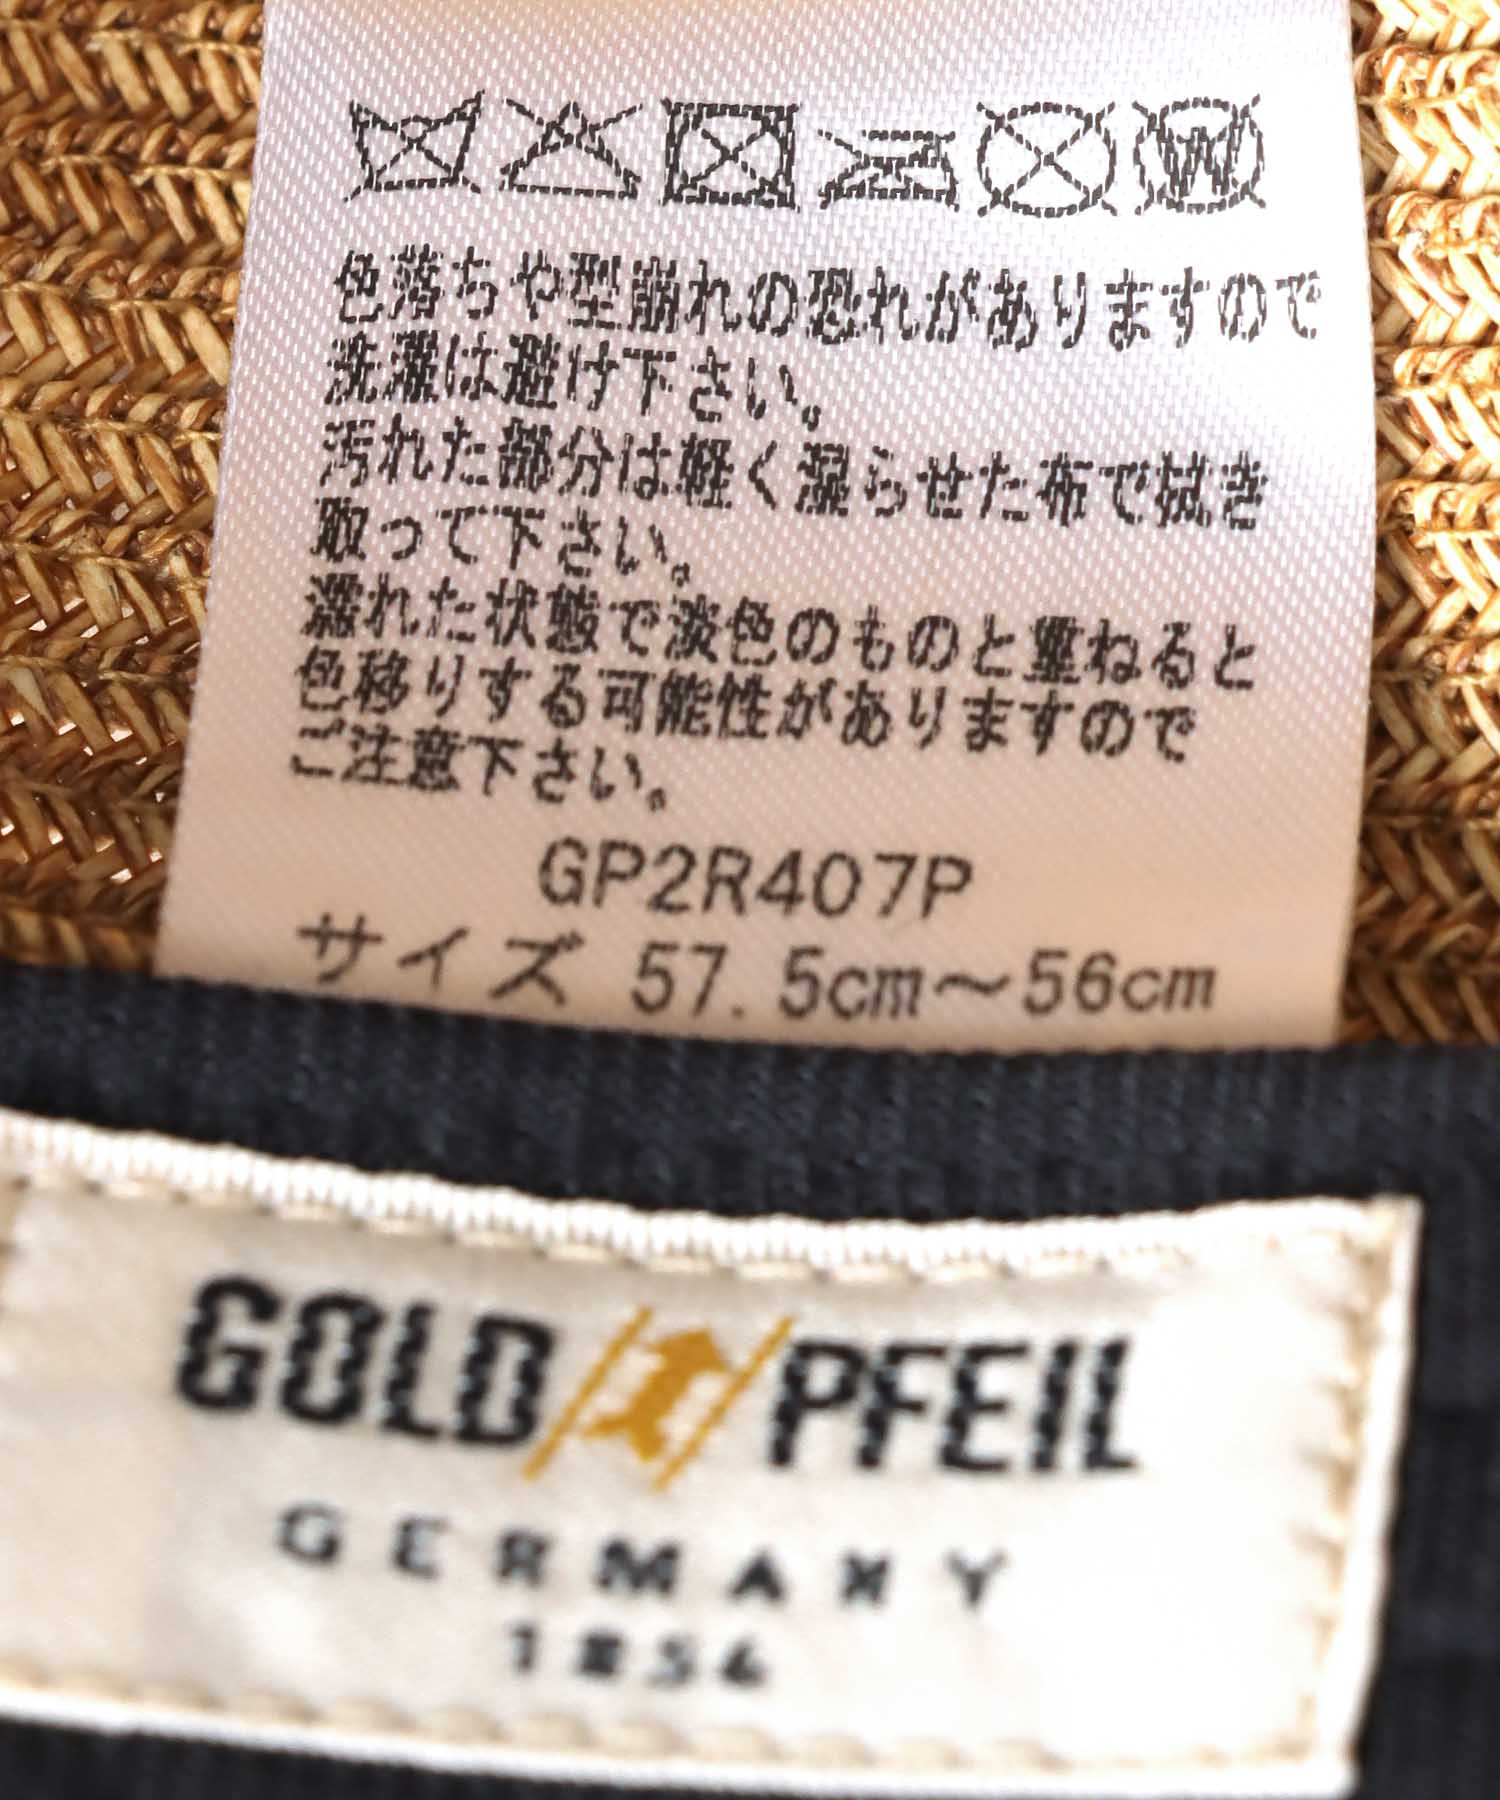 W
色落ちや型崩れの恐れがありますので
洗濯は避け下さい。
汚れた部分は軽く濡らせた布で拭き
取って下さい。
濡れた状態で淡色のものと重ねると
色移りする可能性がありますので
ご注意下さい。
GP2R407P
サイズ 57.5cm～56cm
GOLD PFEIL
GERMANY
1856